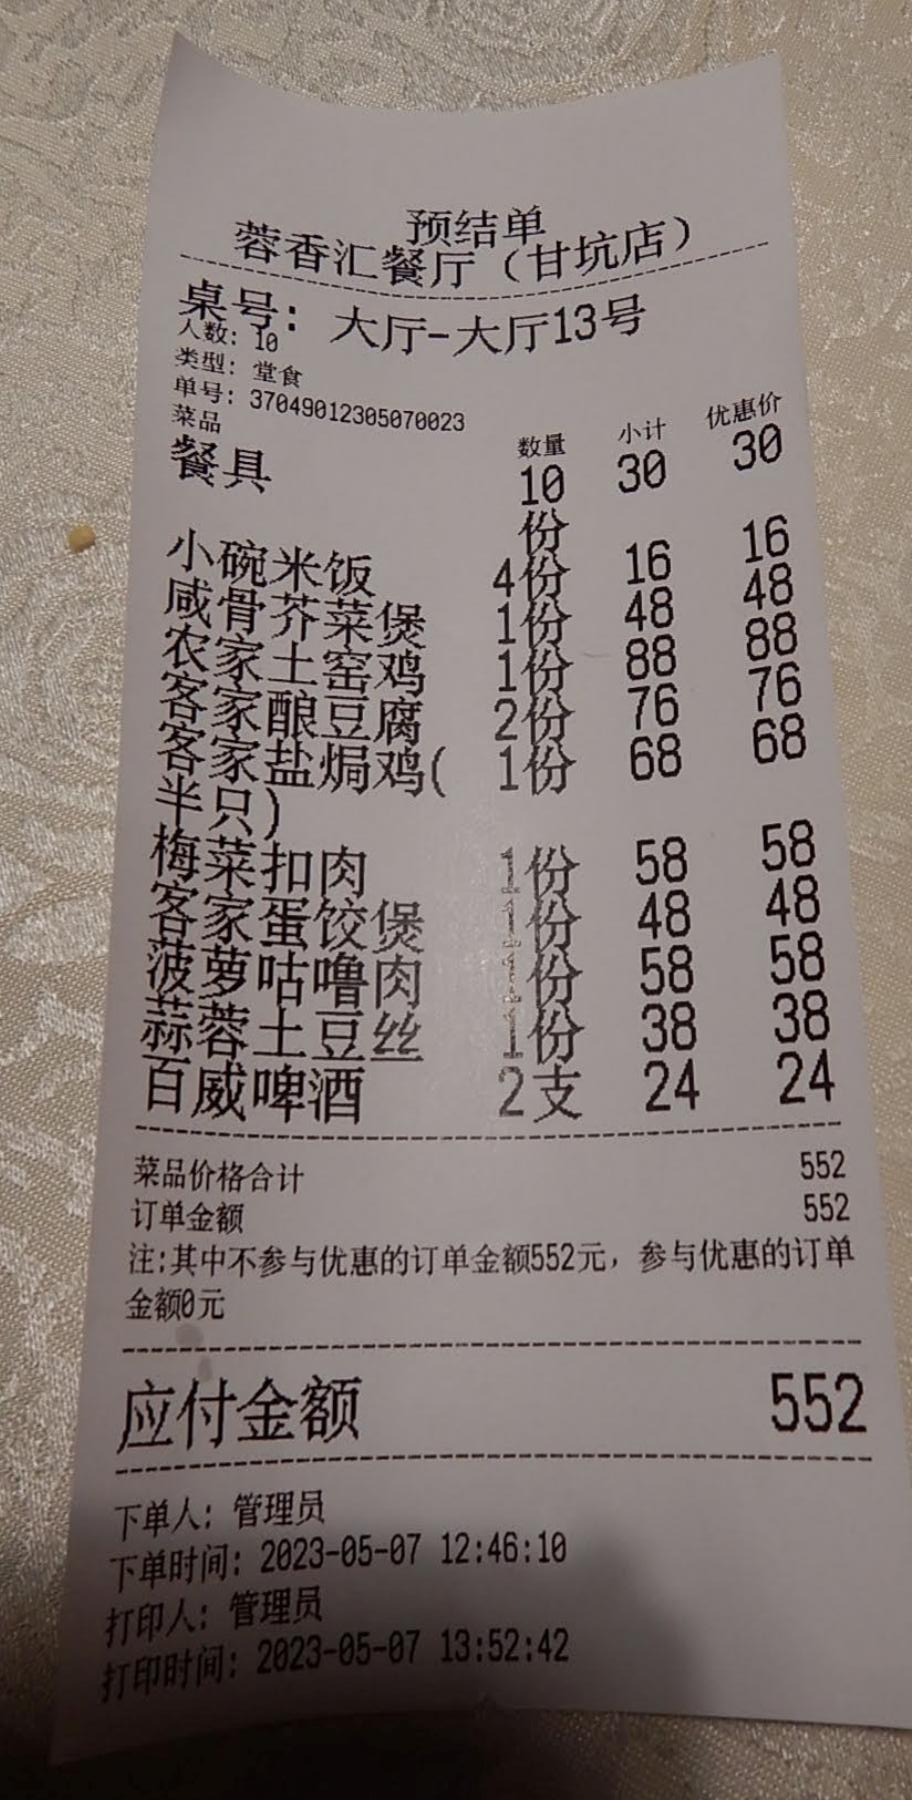 预结单
蓉香汇餐厅（甘坑店）
桌号： 大厅-大厅13号
人数: 10
类型: 堂食
单号: 37049012305070023
菜品 数量 小计 优惠价
餐具 10份 30 30
小碗米饭 4份 16 16
咸骨芥菜煲 1份 48 48
农家土窑鸡 1份 88 88
客家酿豆腐 2份 76 76
客家盐焗鸡( 1份 68 68
半只)
梅菜扣肉 1份 58 58
客家蛋饺煲 1份 48 48
菠萝咕噜肉 1份 58 58
蒜蓉土豆丝 1份 38 38
百威啤酒 2支 24 24
菜品价格合计 552
订单金额 552
注:其中不参与优惠的订单金额552元，参与优惠的订单
金额0元
应付金额 552
下单人: 管理员
下单时间: 2023-05-07 12:46:10
打印人: 管理员
打印时间: 2023-05-07 13:52:42